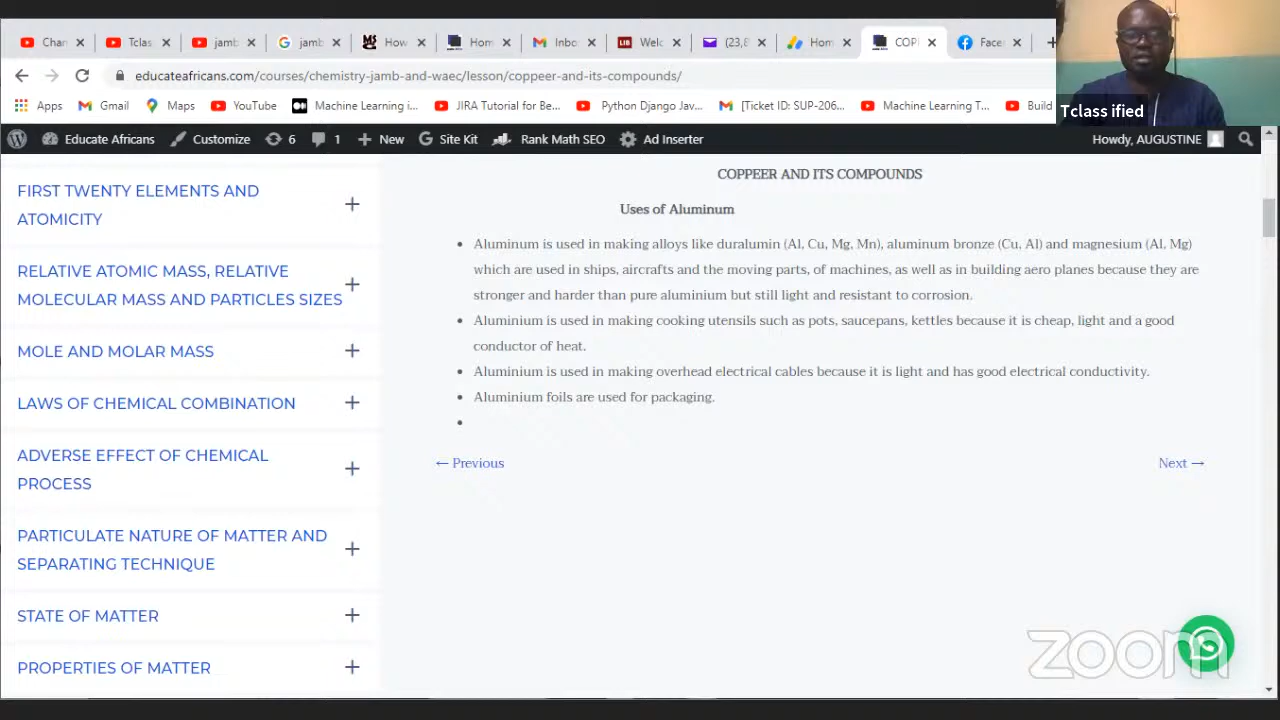 Chan
Tclas
jamb
jamb
How
Hom
Inbo
Welc
(23,8
Hom
COPI
Face
educateafricans.com/courses/chemistry-jamb-and-waec/lesson/coppeer-and-its-compounds/
Apps
Gmail
Maps
YouTube
Machine Learning i...
JIRA Tutorial for Be...
Python Django Jav...
[Ticket ID: SUP-206...
Machine Learning T...
Build
Tclass ified
Educate Africans
Customize
6
1
New
Site Kit
Rank Math SEO
Ad Inserter
Howdy, AUGUSTINE
FIRST TWENTY ELEMENTS AND
ATOMICITY
RELATIVE ATOMIC MASS, RELATIVE
MOLECULAR MASS AND PARTICLES SIZES
MOLE AND MOLAR MASS
LAWS OF CHEMICAL COMBINATION
ADVERSE EFFECT OF CHEMICAL
PROCESS
PARTICULATE NATURE OF MATTER AND
SEPARATING TECHNIQUE
STATE OF MATTER
PROPERTIES OF MATTER
COPPEER AND ITS COMPOUNDS
Uses of Aluminum
Aluminum is used in making alloys like duralumin (Al, Cu, Mg, Mn), aluminum bronze (Cu, Al) and magnesium (Al, Mg)
which are used in ships, aircrafts and the moving parts, of machines, as well as in building aero planes because they are
stronger and harder than pure aluminium but still light and resistant to corrosion.
Aluminium is used in making cooking utensils such as pots, saucepans, kettles because it is cheap, light and a good
conductor of heat.
Aluminium is used in making overhead electrical cables because it is light and has good electrical conductivity.
Aluminium foils are used for packaging.
← Previous
Next →
zoom